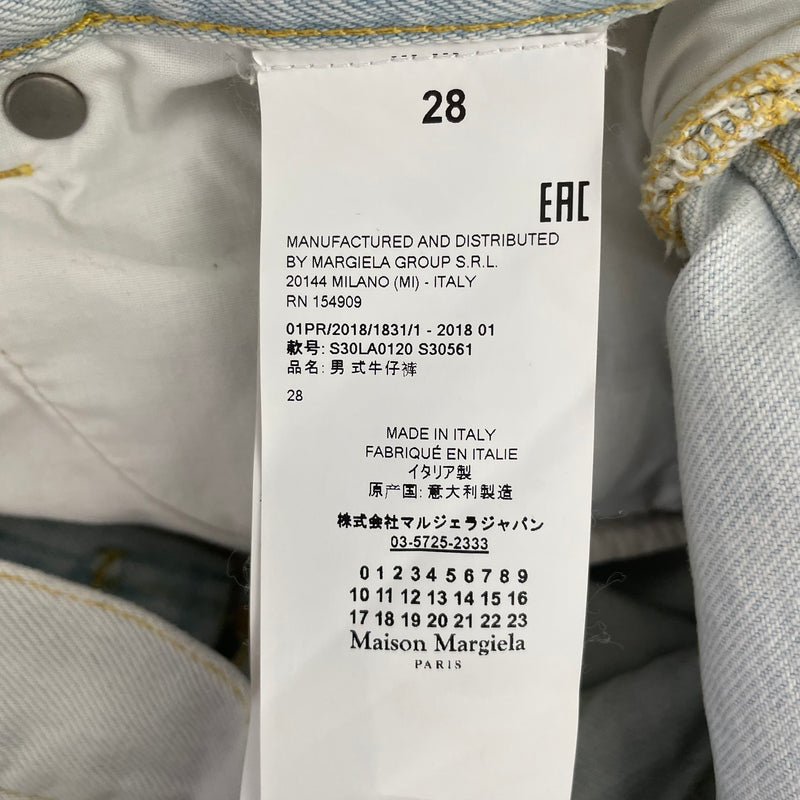 28
EAC
MANUFACTURED AND DISTRIBUTED
BY MARGIELA GROUP S.R.L.
20144 MILANO (MI) - ITALY
RN 154909
01PR/2018/1831/1 - 2018 01
款号: S30LA0120 S30561
品名: 男 式牛仔裤
28
MADE IN ITALY
FABRIQUÉ EN ITALIE
イタリア製
原产国: 意大利製造
株式会社マルジェラジャパン
03-5725-2333
0 1 2 3 4 5 6 7 8 9
10 11 12 13 14 15 16
17 18 19 20 21 22 23
Maison Margiela
PARIS